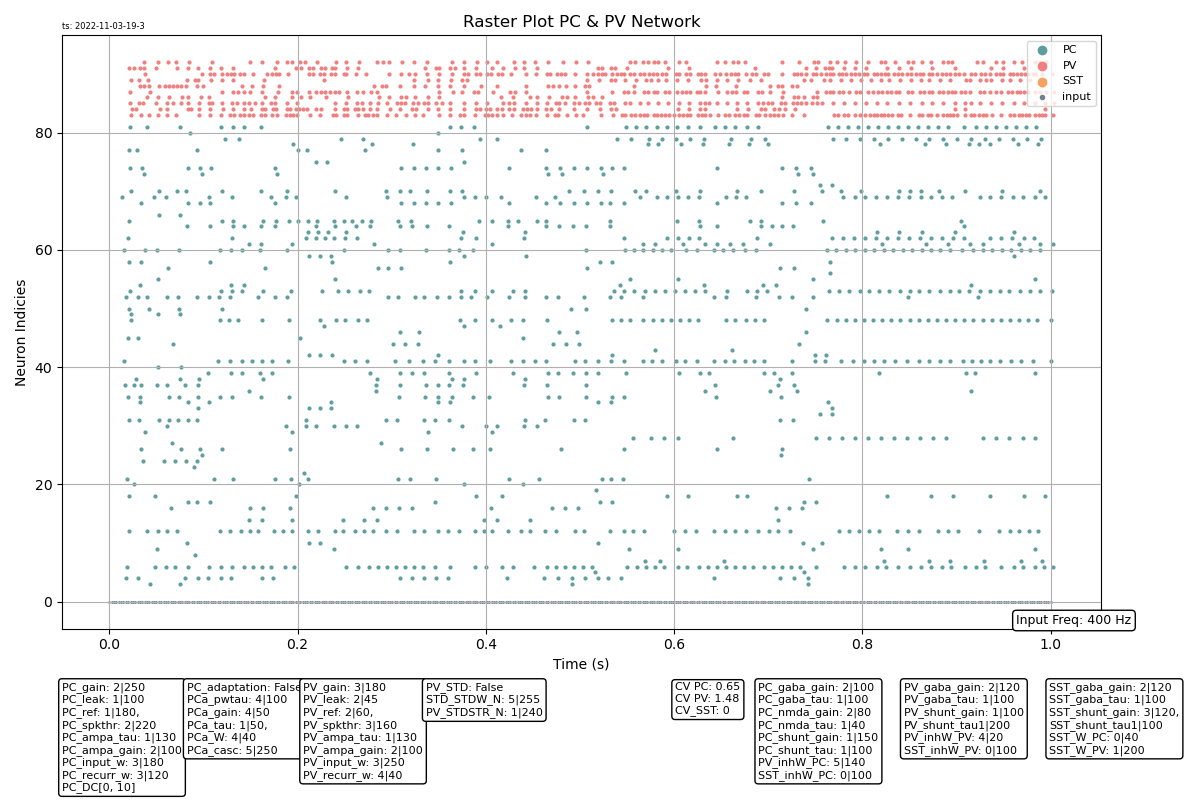 ts: 2022-11-03-19-3
Raster Plot PC & PV Network
PC
PV
SST
input
Neuron Indicies
80
60
40
20
0
0.0 0.2 0.4 0.6 0.8 1.0
Time (s)
Input Freq: 400 Hz
PC_gain: 2|250
PC_leak: 1|100
PC_ref: 1|180,
PC_spkthr: 2|220
PC_ampa_tau: 1|130
PC_ampa_gain: 2|100
PC_input_w: 3|180
PC_recurr_w: 3|120
PC_DC[0, 10]
PC_adaptation: False
PCa_pwtau: 4|100
PCa_gain: 4|50
PCa_tau: 1|50,
PCa_W: 4|40
PCa_casc: 5|250
PV_gain: 3|180
PV_leak: 2|45
PV_ref: 2|60,
PV_spkthr: 3|160
PV_ampa_tau: 1|130
PV_ampa_gain: 2|100
PV_input_w: 3|250
PV_recurr_w: 4|40
PV_STD: False
STD_STDW_N: 5|255
PV_STDSTR_N: 1|240
CV PC: 0.65
CV PV: 1.48
CV_SST: 0
PC_gaba_gain: 2|100
PC_gaba_tau: 1|100
PC_nmda_gain: 2|80
PC_nmda_tau: 1|40
PC_shunt_gain: 1|150
PC_shunt_tau: 1|100
PV_inhW_PC: 5|140
SST_inhW_PC: 0|100
PV_gaba_gain: 2|120
PV_gaba_tau: 1|100
PV_shunt_gain: 1|100
PV_shunt_tau1|200
PV_inhW_PV: 4|20
SST_inhW_PV: 0|100
SST_gaba_gain: 2|120
SST_gaba_tau: 1|100
SST_shunt_gain: 3|120,
SST_shunt_tau1|100
SST_W_PC: 0|40
SST_W_PV: 1|200